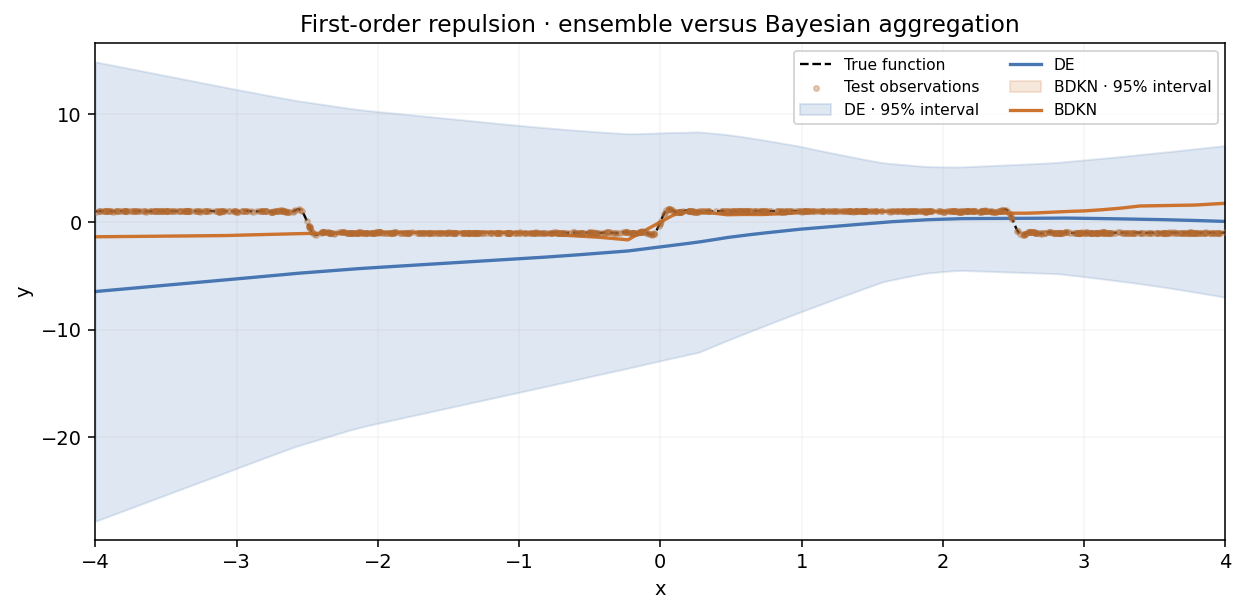 First-order repulsion · ensemble versus Bayesian aggregation
True function
Test observations
DE · 95% interval
DE
BDKN · 95% interval
BDKN
10
0
−10
−20
y
−4
−3
−2
−1
0
1
2
3
4
x